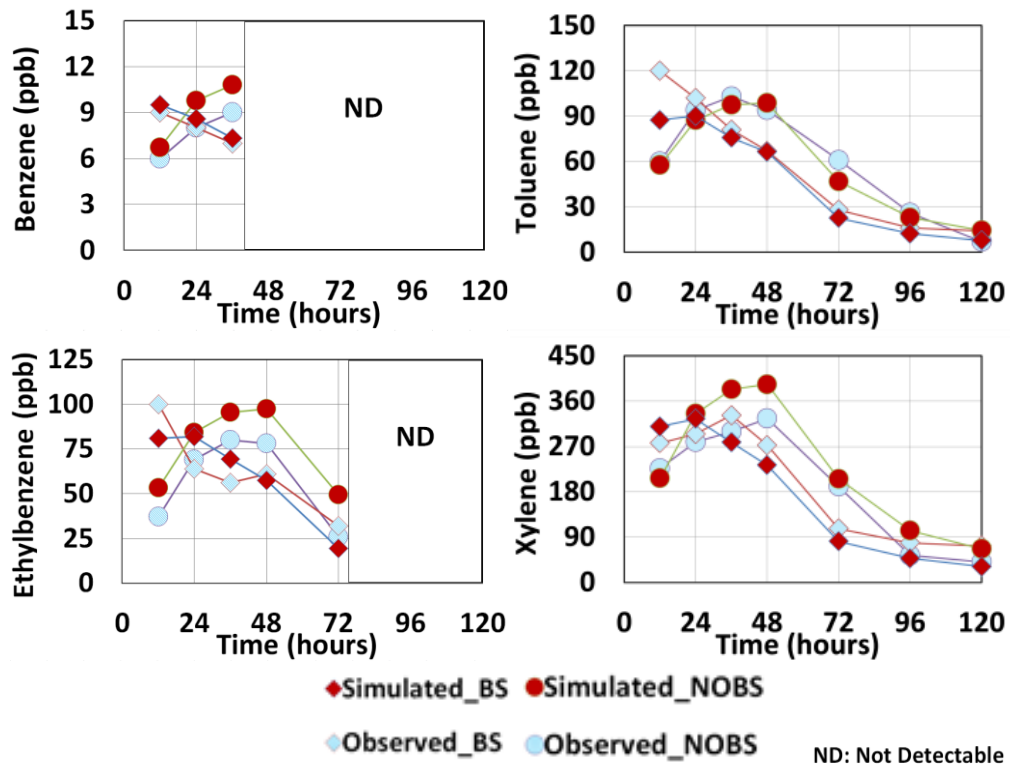 Benzene (ppb)
15
12
9
6
3
0
ND
0 24 48 72 96 120
Time (hours)
Toluene (ppb)
150
120
90
60
30
0
0 24 48 72 96 120
Time (hours)
Ethylbenzene (ppb)
125
100
75
50
25
0
ND
0 24 48 72 96 120
Time (hours)
Xylene (ppb)
450
360
270
180
90
0
0 24 48 72 96 120
Time (hours)
Simulated_BS Simulated_NOBS
Observed_BS Observed_NOBS
ND: Not Detectable